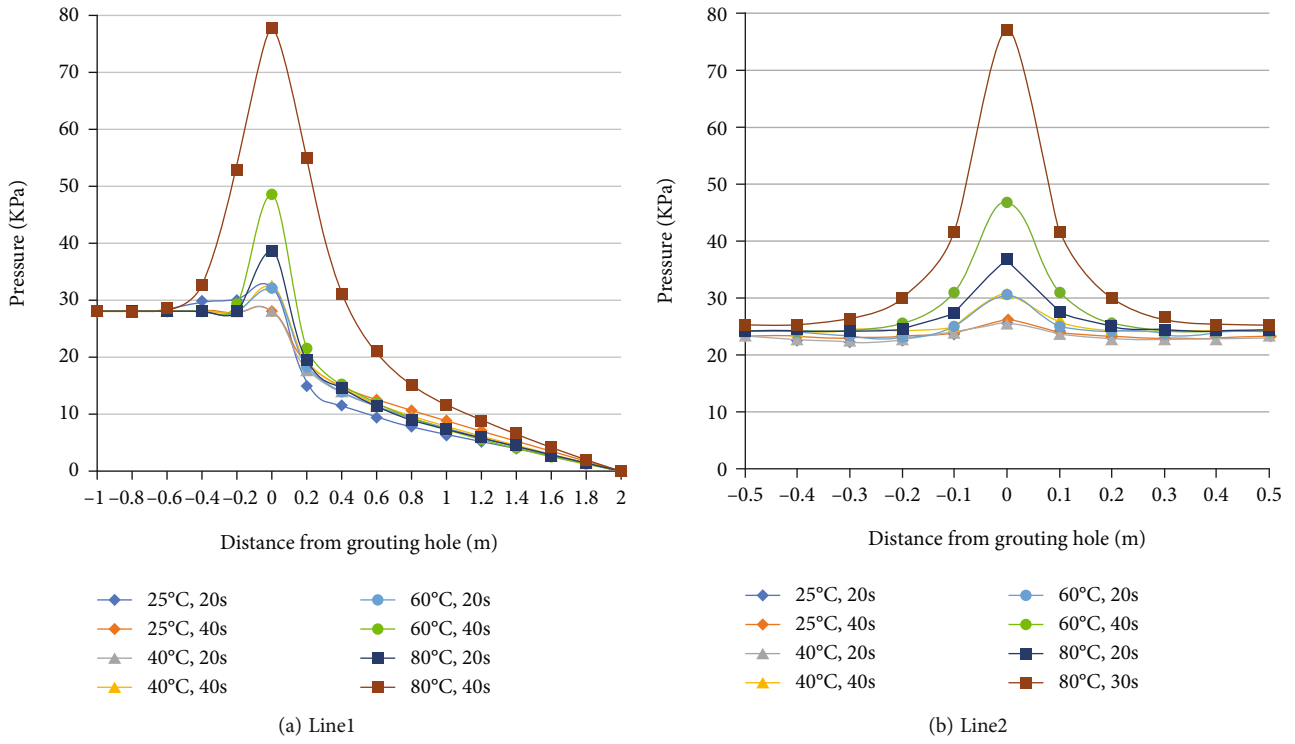 80
70
60
50
40
30
20
10
0
Pressure (KPa)
–1 –0.8 –0.6 –0.4 –0.2 0 0.2 0.4 0.6 0.8 1 1.2 1.4 1.6 1.8 2
Distance from grouting hole (m)
25°C, 20s
25°C, 40s
40°C, 20s
40°C, 40s
60°C, 20s
60°C, 40s
80°C, 20s
80°C, 40s
(a) Line1
80
70
60
50
40
30
20
10
0
Pressure (KPa)
–0.5 –0.4 –0.3 –0.2 –0.1 0 0.1 0.2 0.3 0.4 0.5
Distance from grouting hole (m)
25°C, 20s
25°C, 40s
40°C, 20s
40°C, 40s
60°C, 20s
60°C, 40s
80°C, 20s
80°C, 30s
(b) Line2